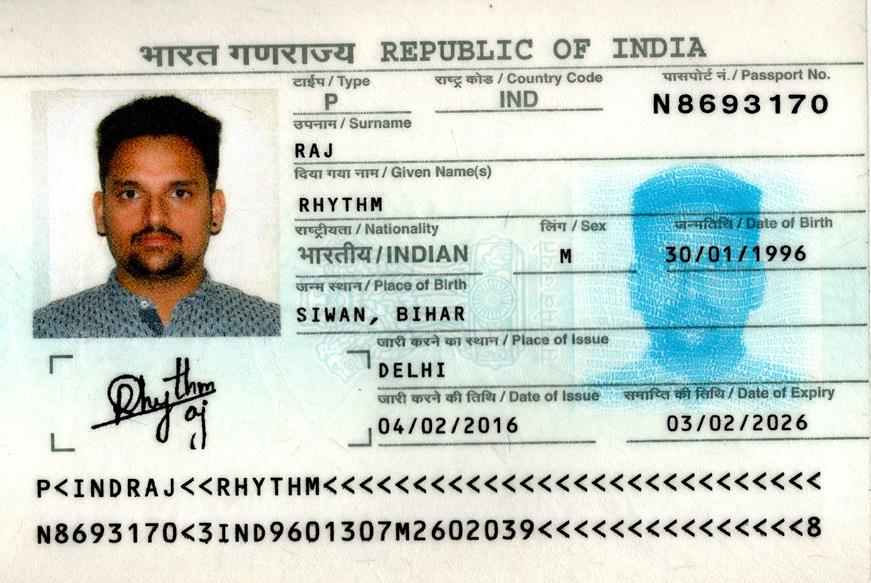 भारत गणराज्य REPUBLIC OF INDIA
टाईप / Type राष्ट्र कोड / Country Code पासपोर्ट नं. / Passport No.
P IND N8693170
उपनाम / Surname
RAJ
दिया गया नाम / Given Name(s)
RHYTHM
राष्ट्रीयता / Nationality लिंग / Sex जन्मतिथि / Date of Birth
भारतीय / INDIAN M 30/01/1996
जन्म स्थान / Place of Birth
SIWAN, BIHAR
जारी करने का स्थान / Place of Issue
DELHI
जारी करने की तिथि / Date of Issue समाप्ति की तिथि / Date of Expiry
04/02/2016 03/02/2026
Rhythm
aj
P<INDRAJ<<RHYTHM<<<<<<<<<<<<<<<<<<<<<<<<<<<<
N8693170<3IND9601307M2602039<<<<<<<<<<<<<<<8